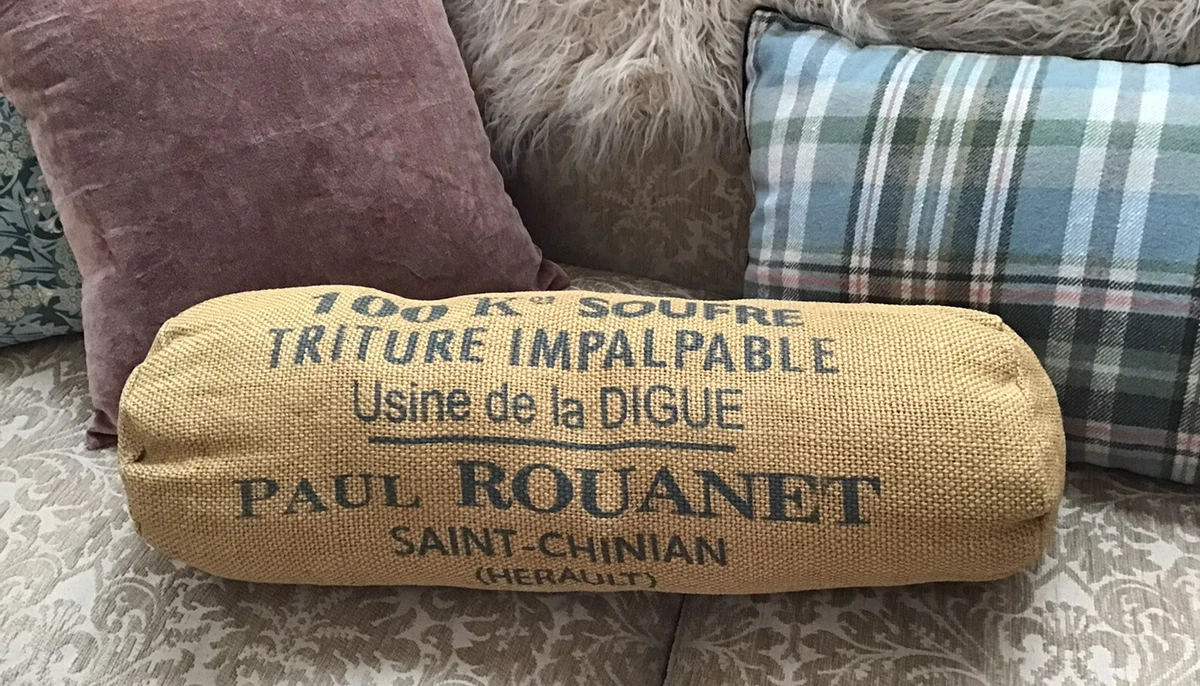 100 Kᵒˢ SOUFRE
TRITURE IMPALPABLE
Usine de la DIGUE
PAUL ROUANET
SAINT-CHINIAN
(HERAULT)